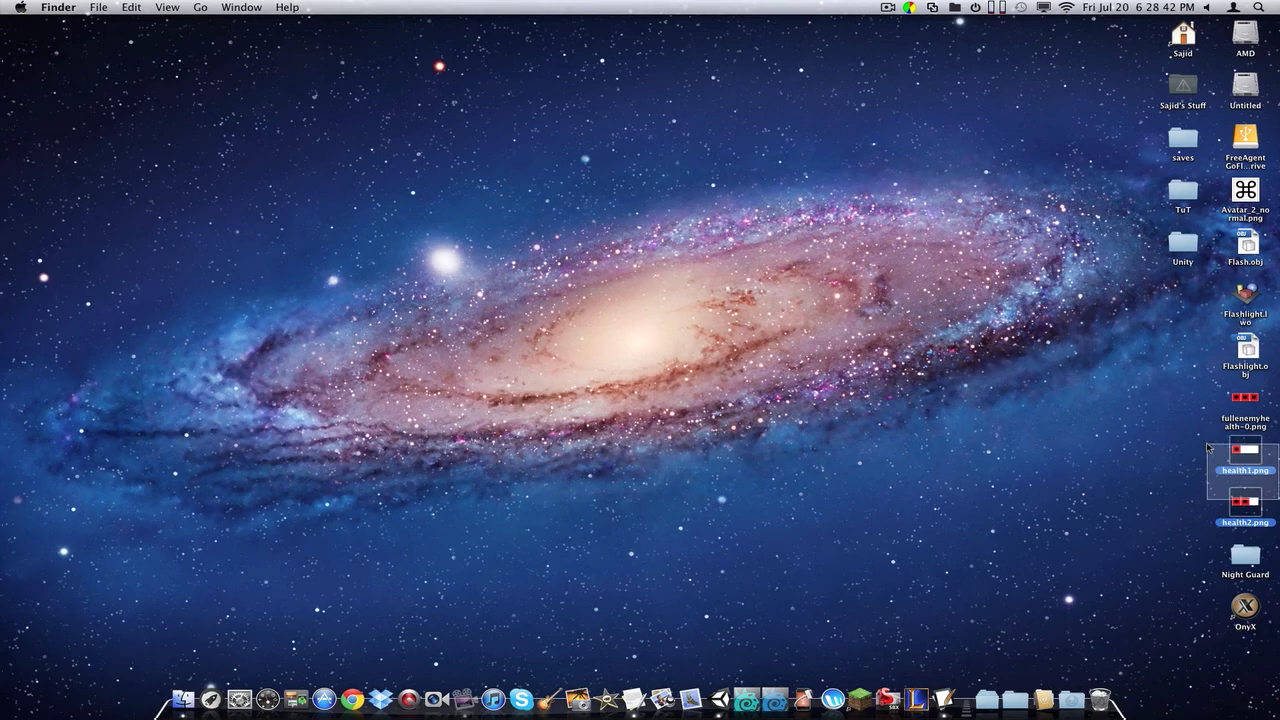 Finder File Edit View Go Window Help
Fri Jul 20 6 28 42 PM
Sajid
AMD
Sajid's Stuff
Untitled
saves
FreeAgent
GoFl...rive
TuT
Avatar_2_no
rmal.png
Unity
Flash.obj
Flashlight.l
wo
Flashlight.o
bj
fullenemyhe
alth-0.png
health1.png
health2.png
Night Guard
OnyX